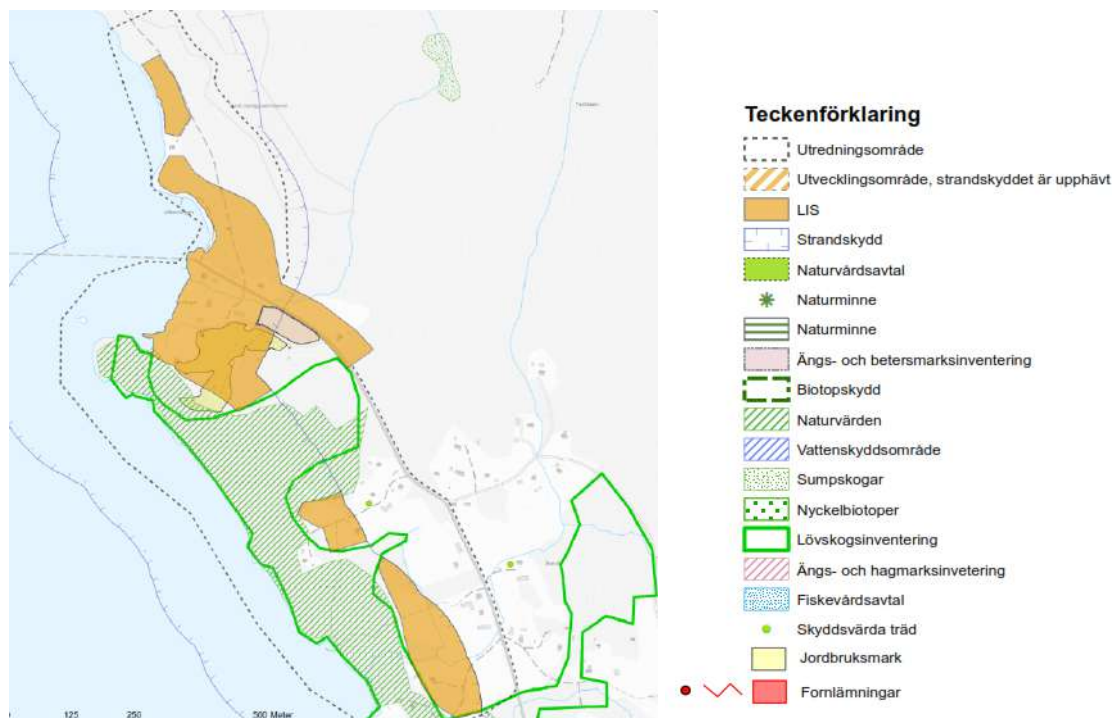 Teckenförklaring
Utredningsområde
Utvecklingsområde, strandskyddet är upphävt
LIS
Strandskydd
Naturvårdsavtal
Naturminne
Naturminne
Ängs- och betersmarksinventering
Biotopskydd
Naturvärden
Vattenskyddsområde
Sumpskogar
Nyckelbiotoper
Lövskogsinventering
Ängs- och hagmarksinvetering
Fiskevårdsavtal
Skyddsvärda träd
Jordbruksmark
Fornlämningar
125 250 500 Meter